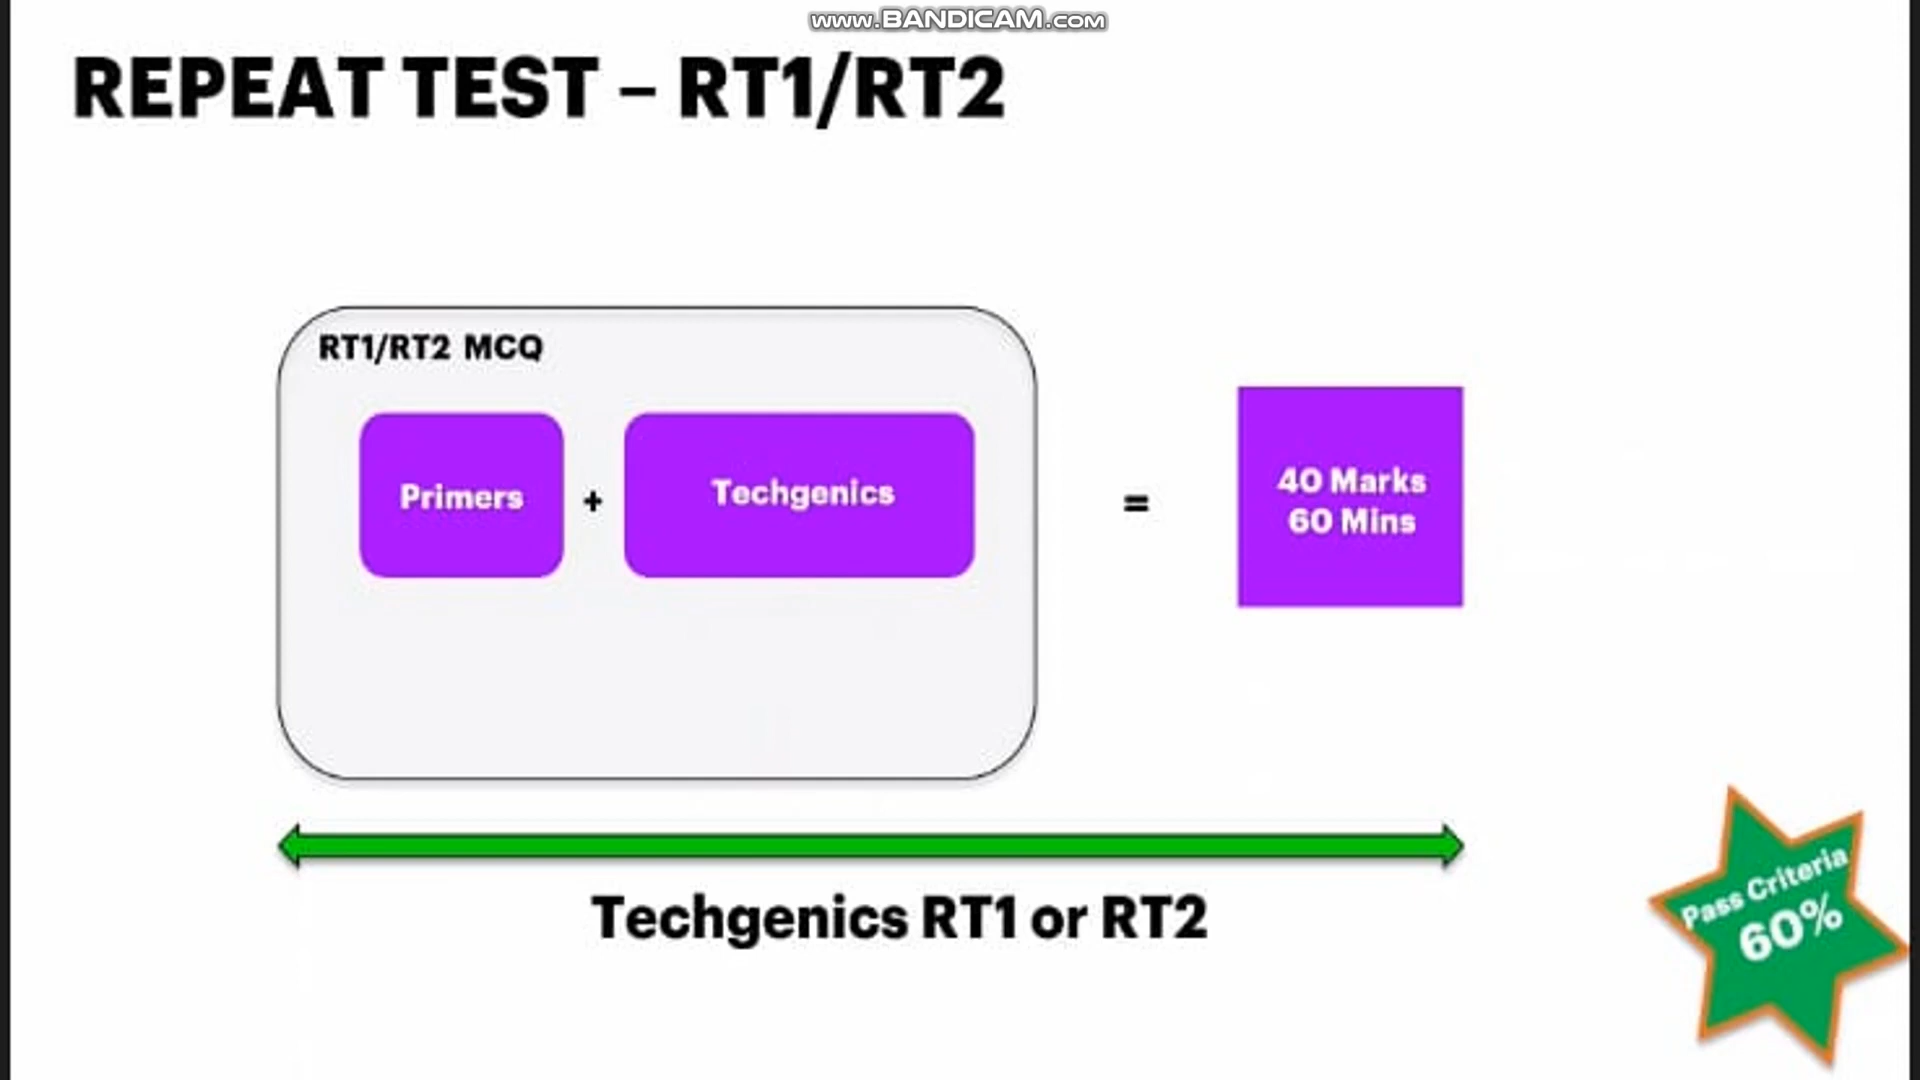 www.BANDICAM.com
REPEAT TEST – RT1/RT2
RT1/RT2 MCQ
Primers
+
Techgenics
=
40 Marks
60 Mins
Techgenics RT1 or RT2
Pass Criteria
60%